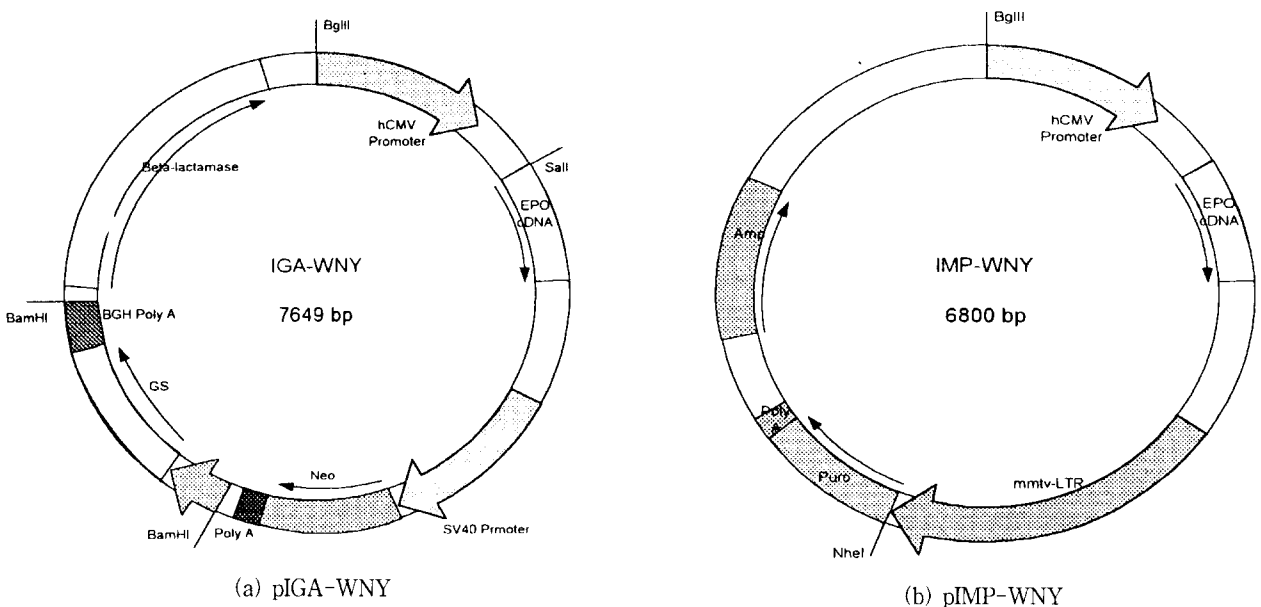 BglII
hCMV
Promoter
SalI
EPO
cDNA
Beta-lactamase
IGA-WNY
7649 bp
BamHI
BGH Poly A
GS
Neo
BamHI
Poly A
SV40 Prmoter
(a) pIGA-WNY
BglII
hCMV
Promoter
EPO
cDNA
Amp
IMP-WNY
6800 bp
Poly
A
Puro
mmtv-LTR
NheI
(b) pIMP-WNY